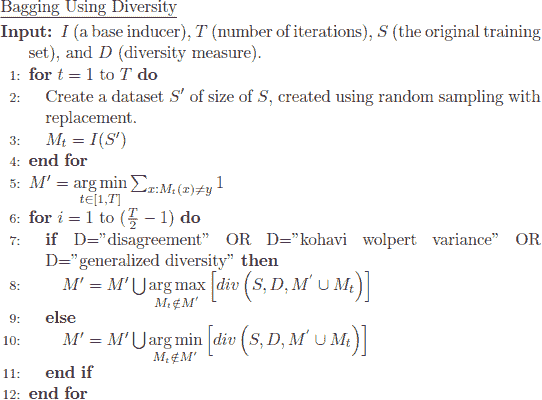 Bagging Using Diversity
Input: I (a base inducer), T (number of iterations), S (the original training
set), and D (diversity measure).
1: for t = 1 to T do
2: Create a dataset S′ of size of S, created using random sampling with
replacement.
3: M_t = I(S′)
4: end for
5: M′ = arg min_{t∈[1,T]} ∑_{x:M_t(x)≠y} 1
6: for i = 1 to (T/2 − 1) do
7: if D="disagreement" OR D="kohavi wolpert variance" OR
D="generalized diversity" then
8: M′ = M′ ⋃ arg max_{M_t∉M′} [div (S, D, M′ ∪ M_t)]
9: else
10: M′ = M′ ⋃ arg min_{M_t∉M′} [div (S, D, M′ ∪ M_t)]
11: end if
12: end for